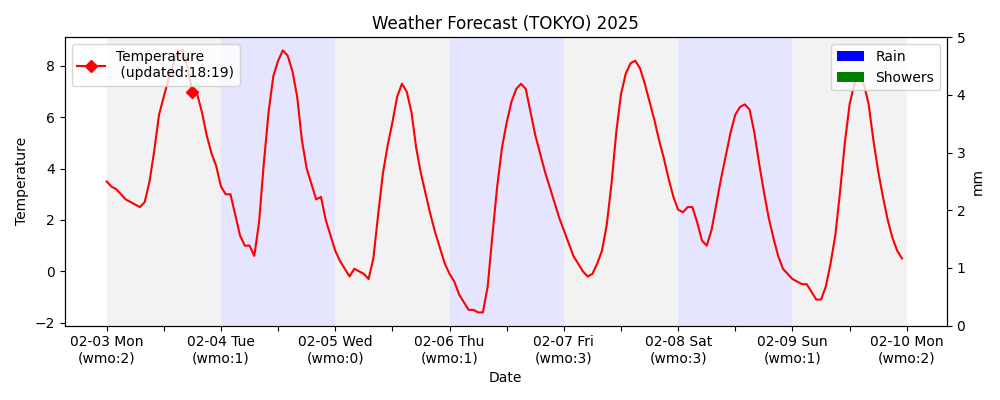 Weather Forecast (TOKYO) 2025
Temperature
(updated:18:19)
Rain
Showers
8
6
4
2
0
−2
Temperature
5
4
3
2
1
0
mm
02-03 Mon
(wmo:2)
02-04 Tue
(wmo:1)
02-05 Wed
(wmo:0)
02-06 Thu
(wmo:1)
02-07 Fri
(wmo:3)
02-08 Sat
(wmo:3)
02-09 Sun
(wmo:1)
02-10 Mon
(wmo:2)
Date